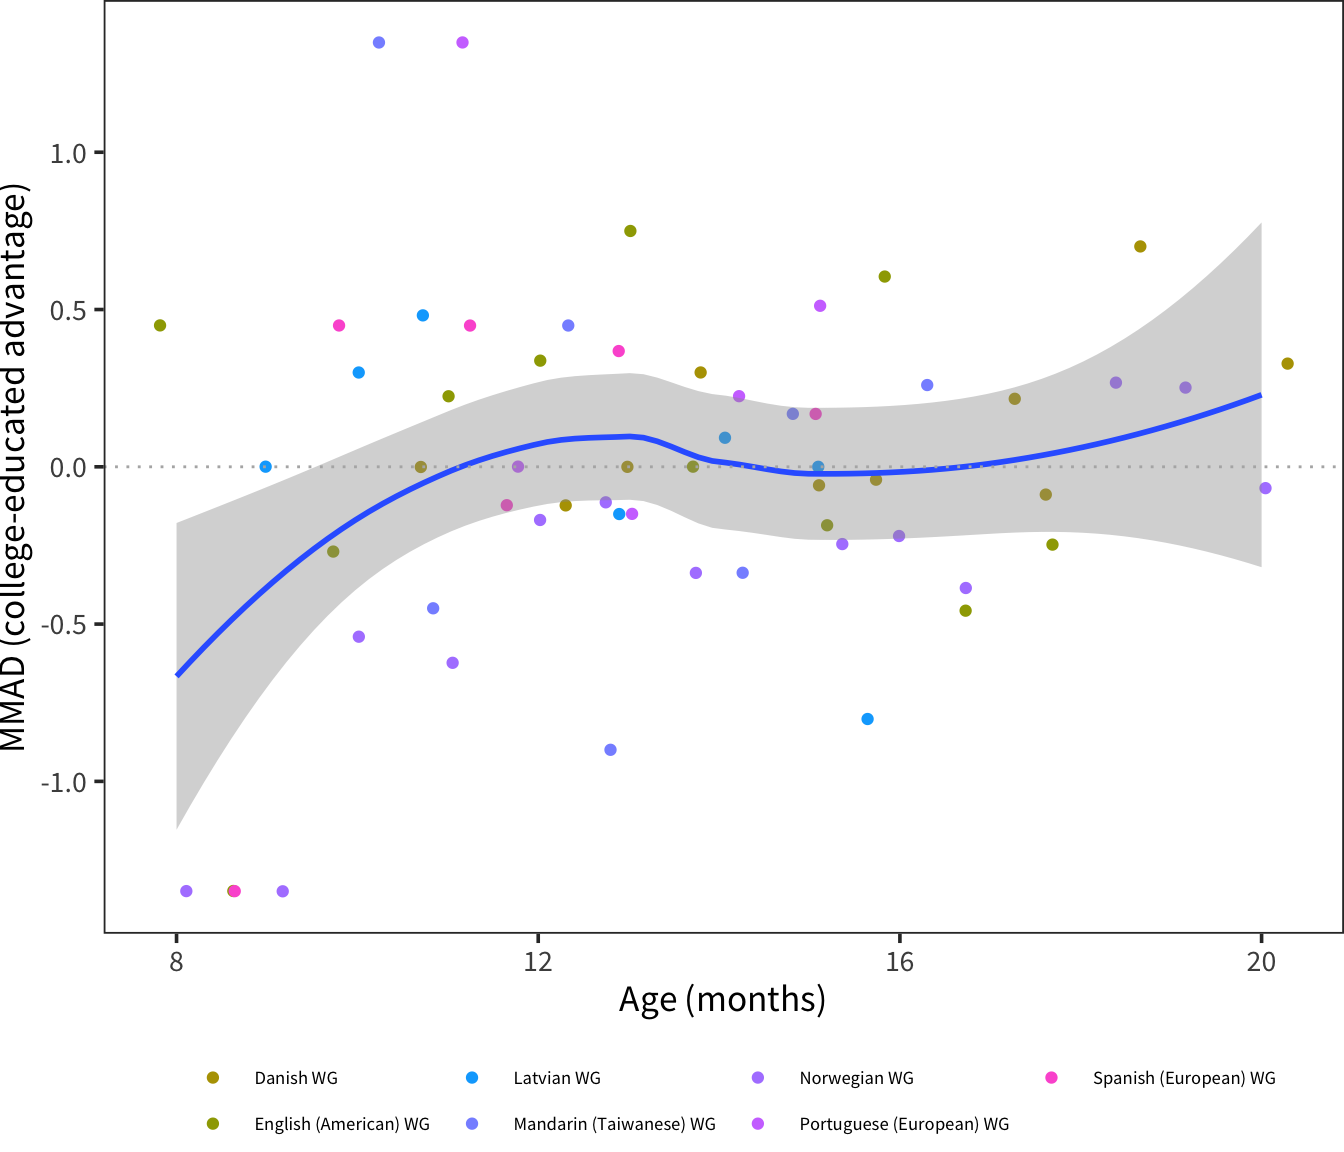 MMAD (college-educated advantage)
1.0
0.5
0.0
-0.5
-1.0
8 12 16 20
Age (months)
Danish WG Latvian WG Norwegian WG Spanish (European) WG
English (American) WG Mandarin (Taiwanese) WG Portuguese (European) WG